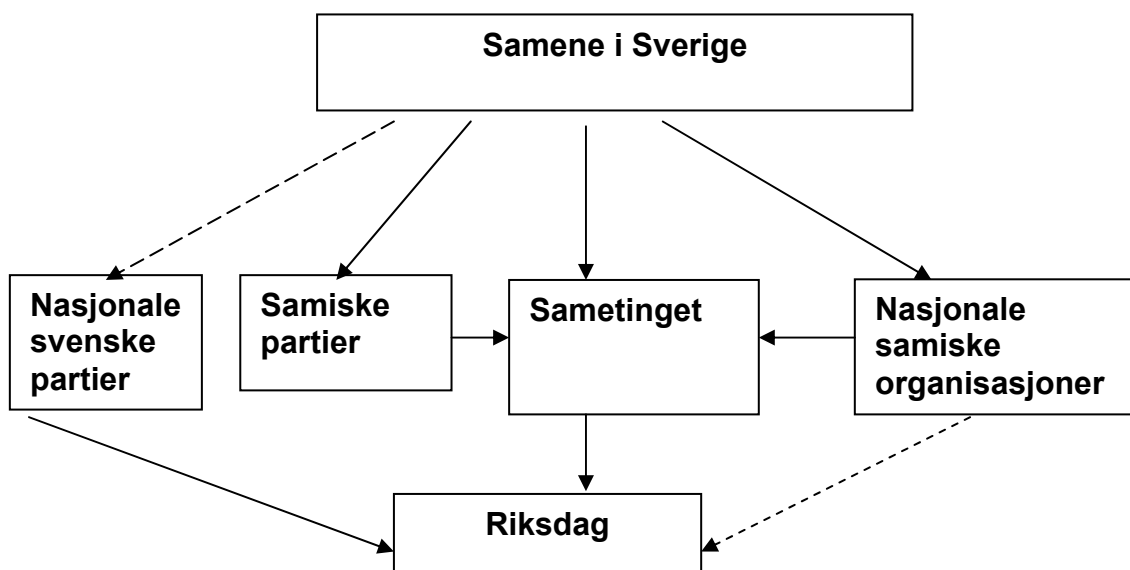 Samene i Sverige
Nasjonale
svenske
partier
Samiske
partier
Sametinget
Nasjonale
samiske
organisasjoner
Riksdag